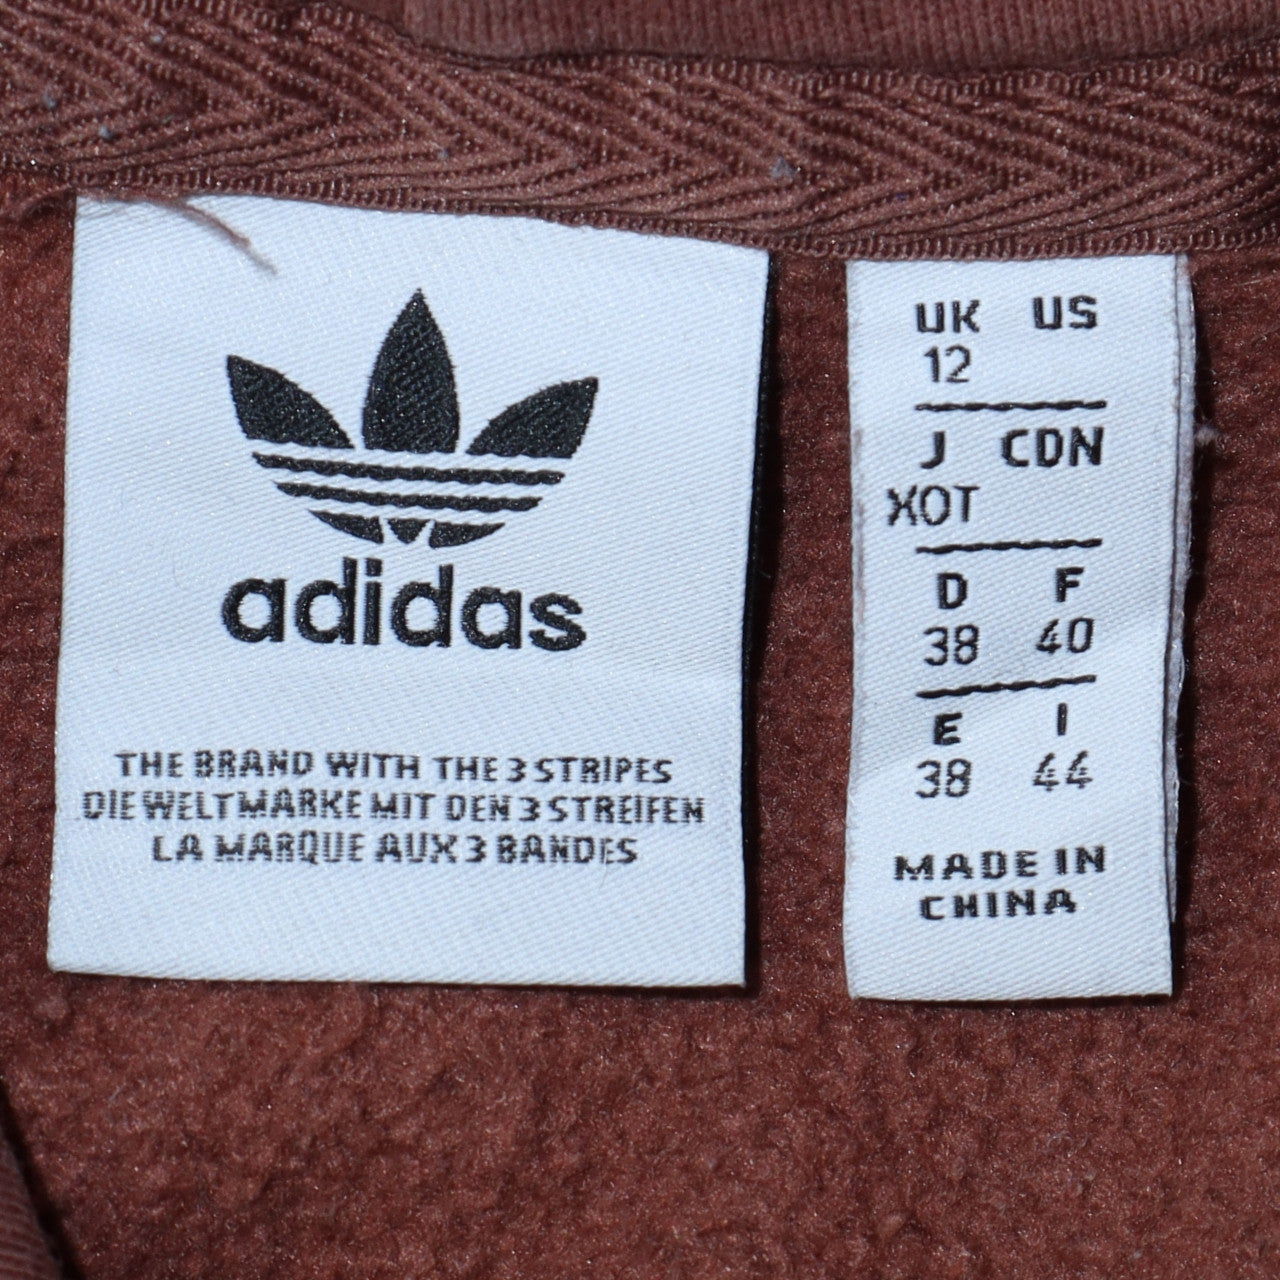 adidas
THE BRAND WITH THE 3 STRIPES
DIE WELTMARKE MIT DEN 3 STREIFEN
LA MARQUE AUX 3 BANDES
UK US
12
J CDN
XOT
D F
38 40
E I
38 44
MADE IN
CHINA